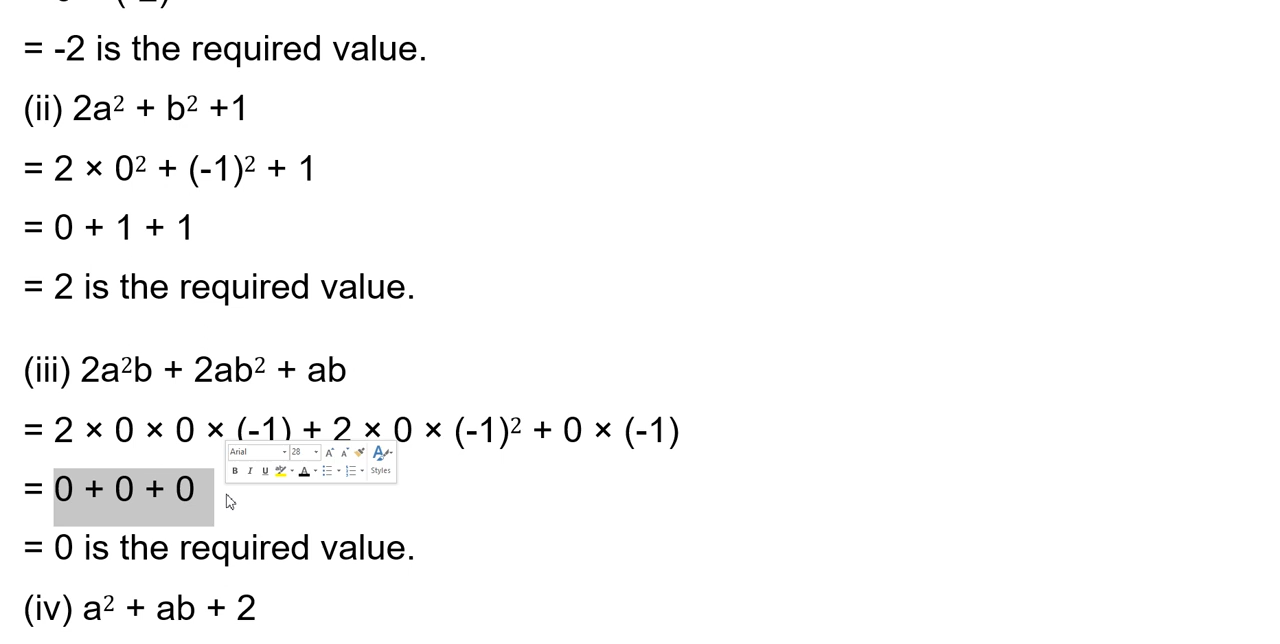 = -2 is the required value.
(ii) 2a² + b² +1
= 2 × 0² + (-1)² + 1
= 0 + 1 + 1
= 2 is the required value.
(iii) 2a²b + 2ab² + ab
= 2 × 0 × 0 × (-1) + 2 × 0 × (-1)² + 0 × (-1)
Arial 28
B I U Styles
= 0 + 0 + 0
= 0 is the required value.
(iv) a² + ab + 2